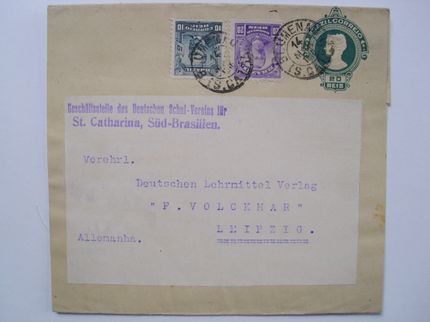 20
REIS
Geschäftsstelle des Deutschen Schul-Vereins für
St. Catharina, Süd-Brasilien.
Verehrl.
Deutschen Lehrmittel Verlag
"F. VOLCKMAR"
LEIPZIG.
Allemanha.